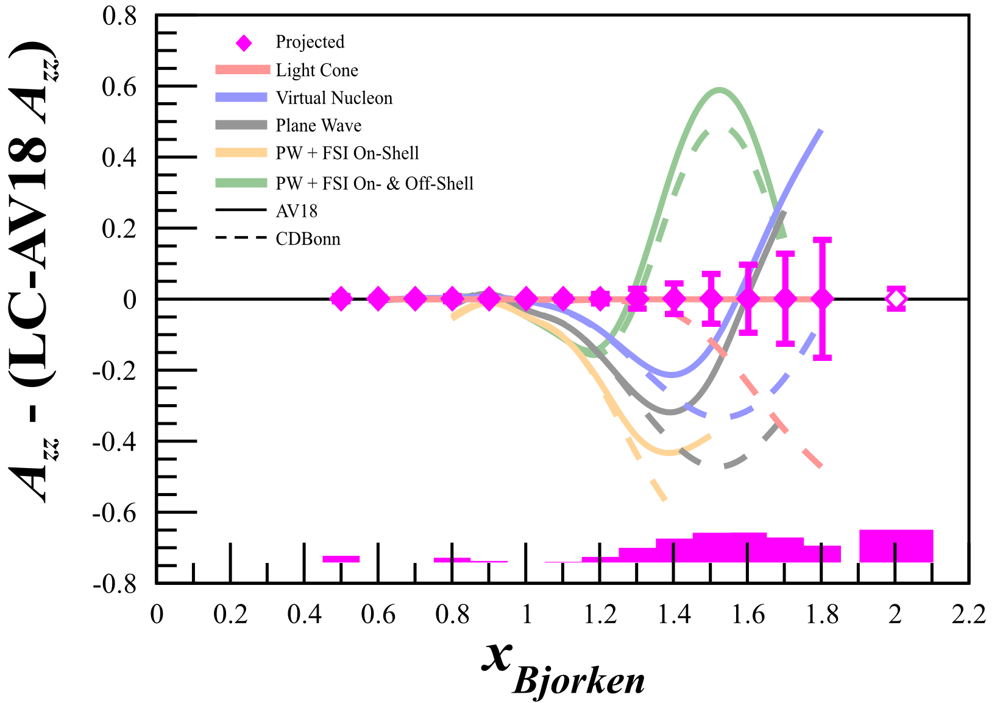 A_zz - (LC-AV18 A_zz)
0.8
0.6
0.4
0.2
0
-0.2
-0.4
-0.6
-0.8
Projected
Light Cone
Virtual Nucleon
Plane Wave
PW + FSI On-Shell
PW + FSI On- & Off-Shell
AV18
CDBonn
0 0.2 0.4 0.6 0.8 1 1.2 1.4 1.6 1.8 2 2.2
x_Bjorken